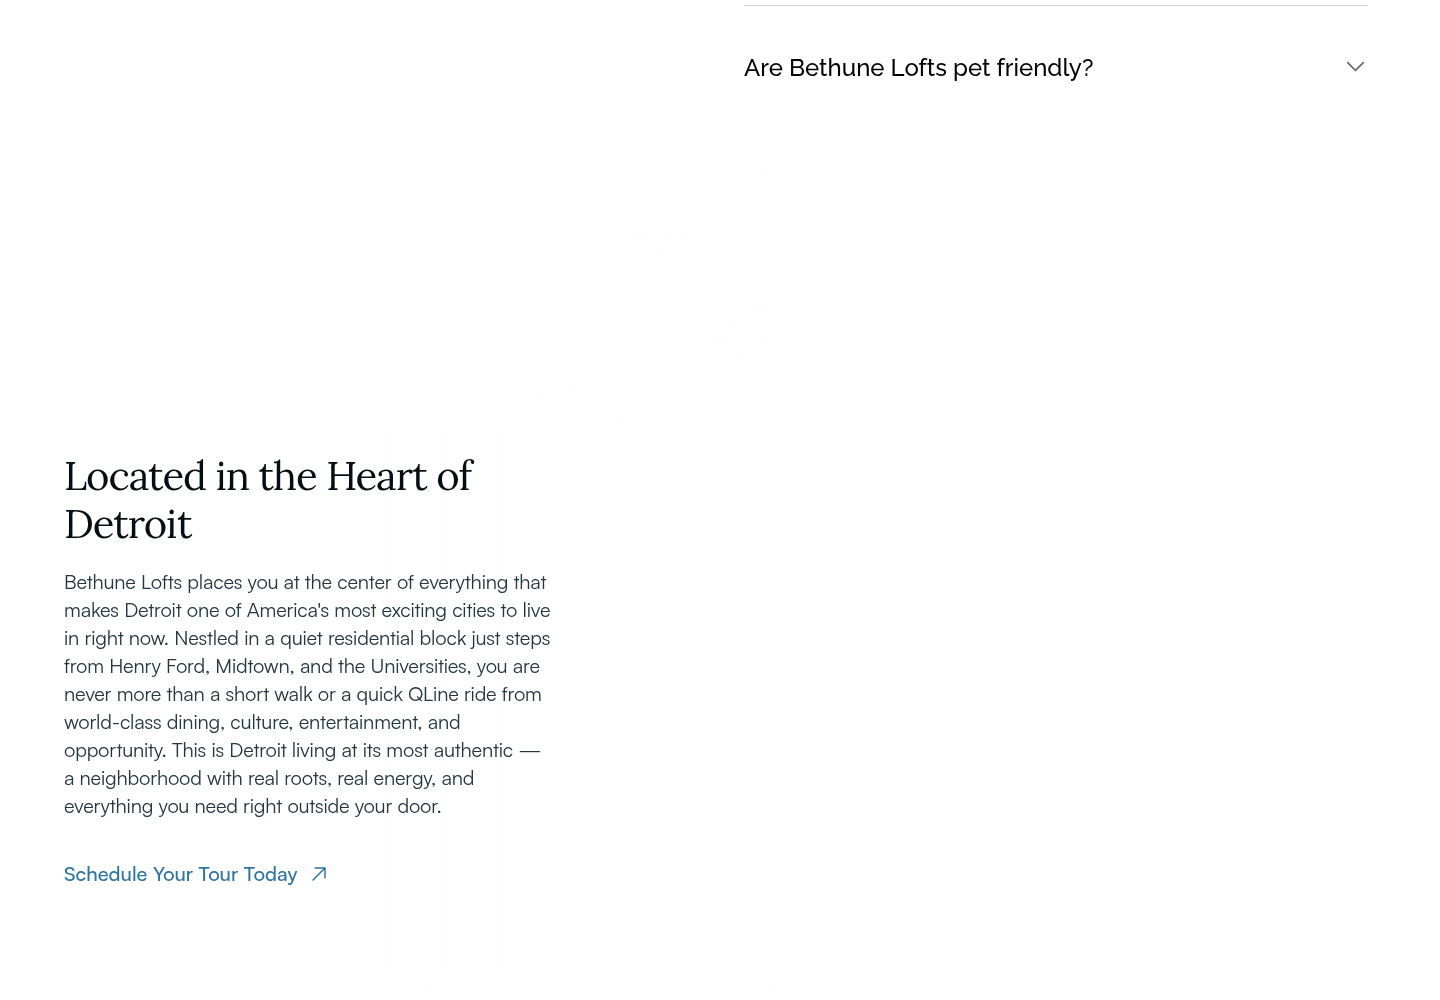 Are Bethune Lofts pet friendly?
Located in the Heart of
Detroit
Bethune Lofts places you at the center of everything that
makes Detroit one of America's most exciting cities to live
in right now. Nestled in a quiet residential block just steps
from Henry Ford, Midtown, and the Universities, you are
never more than a short walk or a quick QLine ride from
world-class dining, culture, entertainment, and
opportunity. This is Detroit living at its most authentic —
a neighborhood with real roots, real energy, and
everything you need right outside your door.
Schedule Your Tour Today